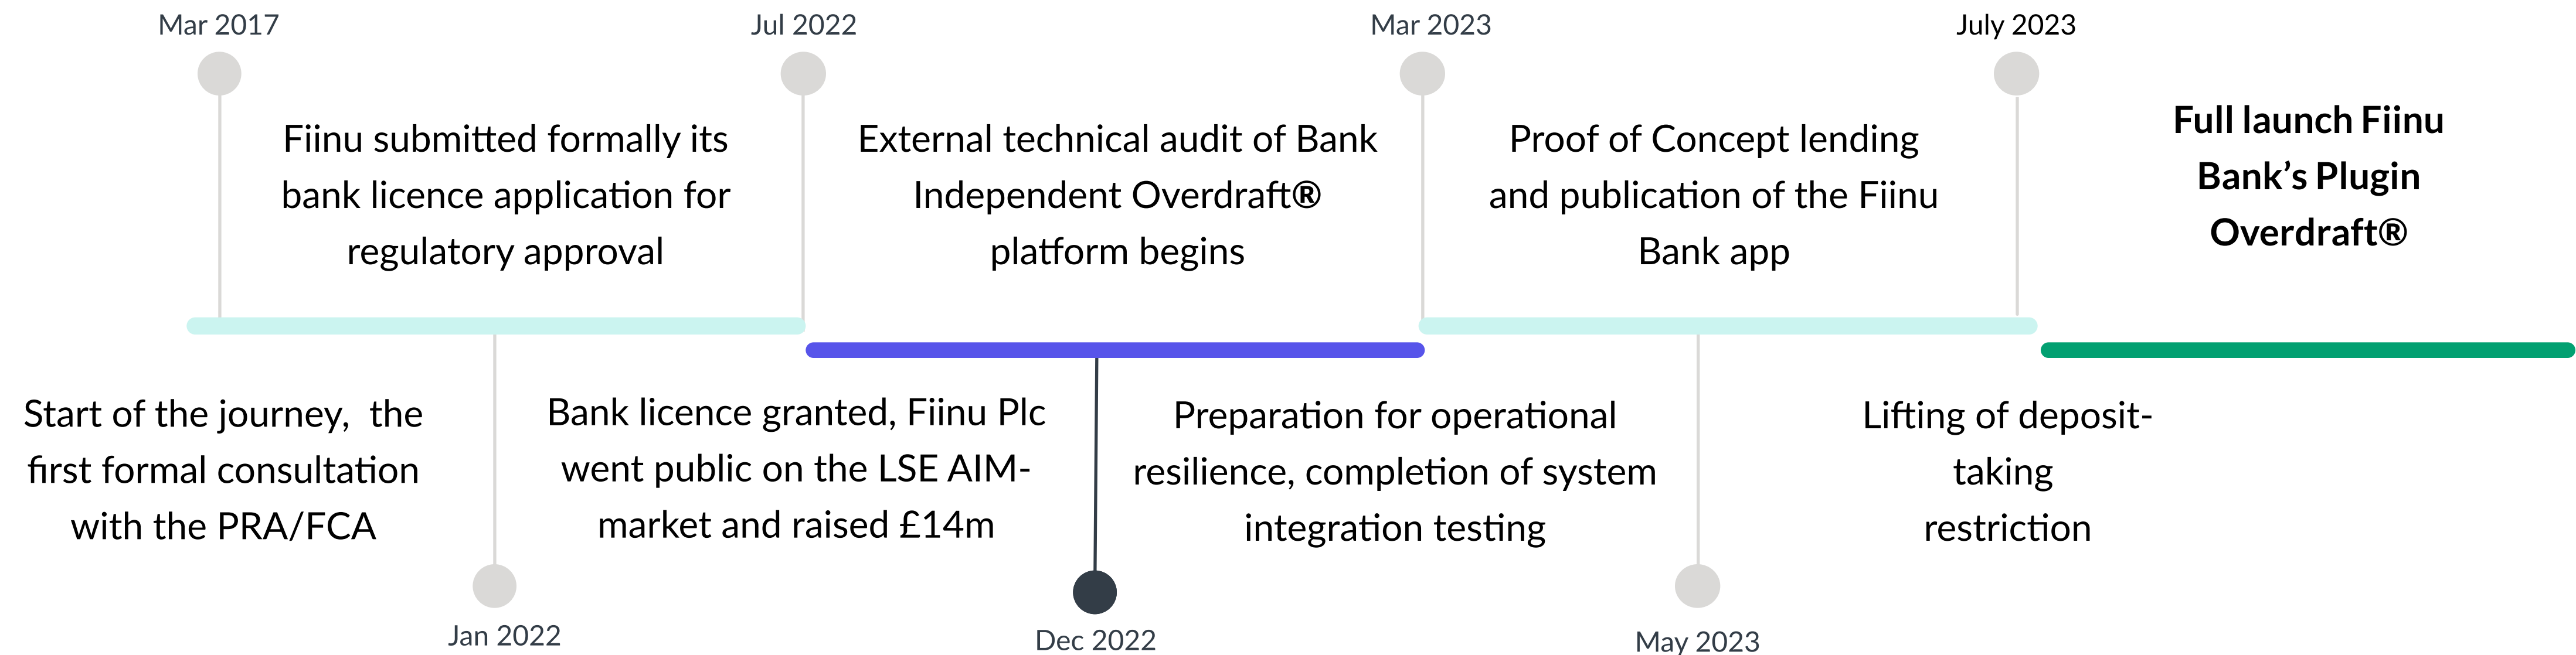 Mar 2017
Jul 2022
Mar 2023
July 2023
Fiinu submitted formally its
bank licence application for
regulatory approval
External technical audit of Bank
Independent Overdraft®
platform begins
Proof of Concept lending
and publication of the Fiinu
Bank app
Full launch Fiinu
Bank’s Plugin
Overdraft®
Start of the journey,  the
first formal consultation
with the PRA/FCA
Bank licence granted, Fiinu Plc
went public on the LSE AIM-
market and raised £14m
Preparation for operational
resilience, completion of system
integration testing
Lifting of deposit-
taking
restriction
Jan 2022
Dec 2022
May 2023